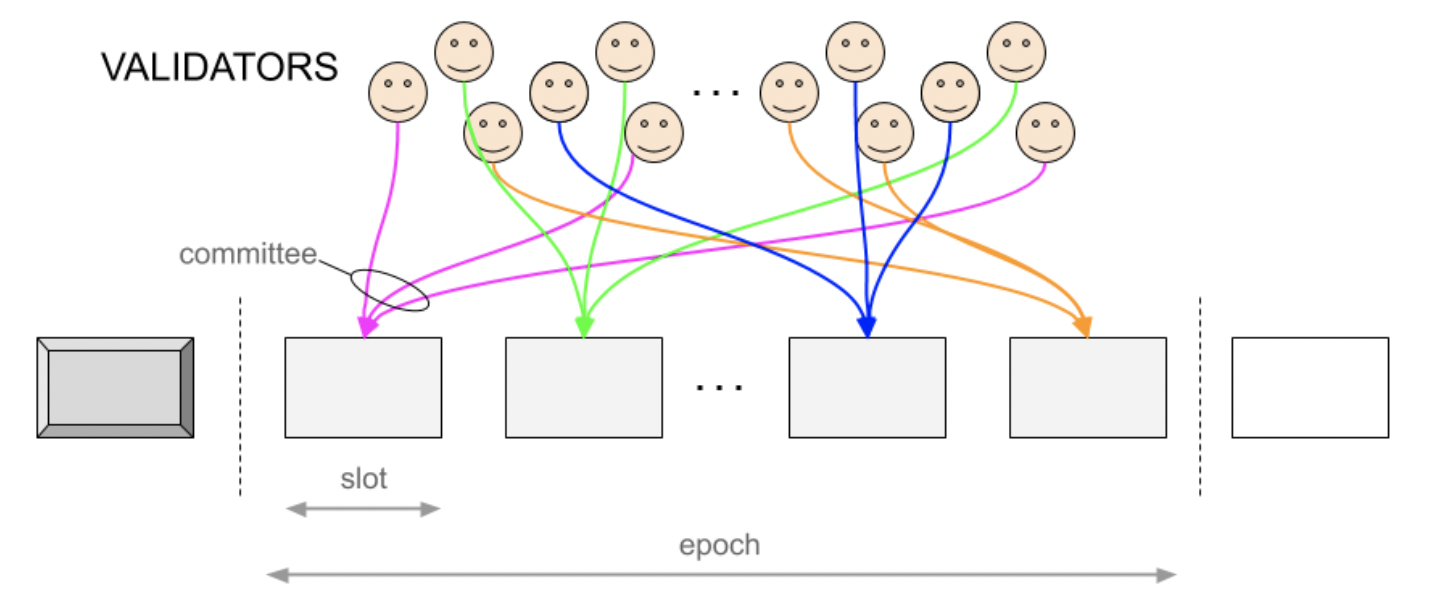 VALIDATORS
...
committee
...
slot
epoch